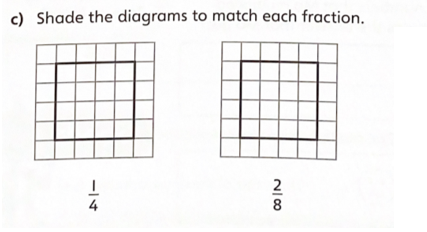 c) Shade the diagrams to match each fraction.
1/4 2/8